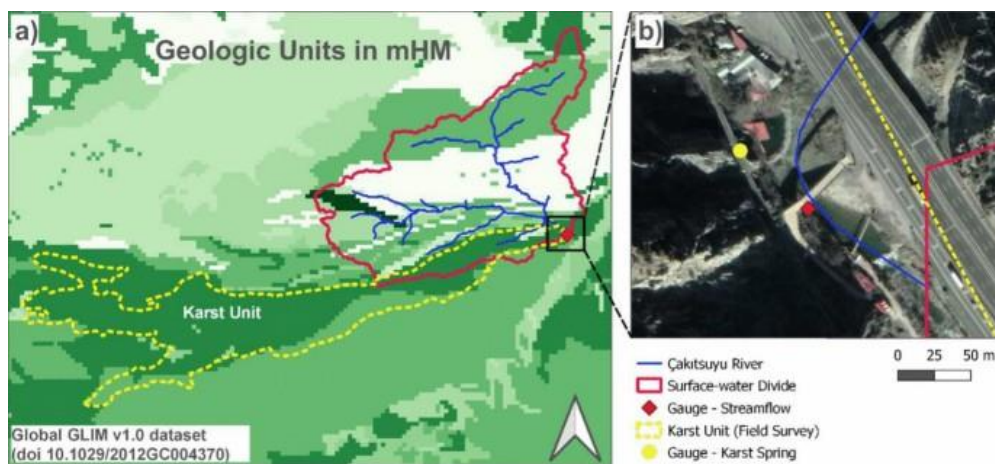 a)
Geologic Units in mHM
Karst Unit
Global GLIM v1.0 dataset
(doi 10.1029/2012GC004370)
b)
Çakıtsuyu River
Surface-water Divide
Gauge - Streamflow
Karst Unit (Field Survey)
Gauge - Karst Spring
0 25 50 m